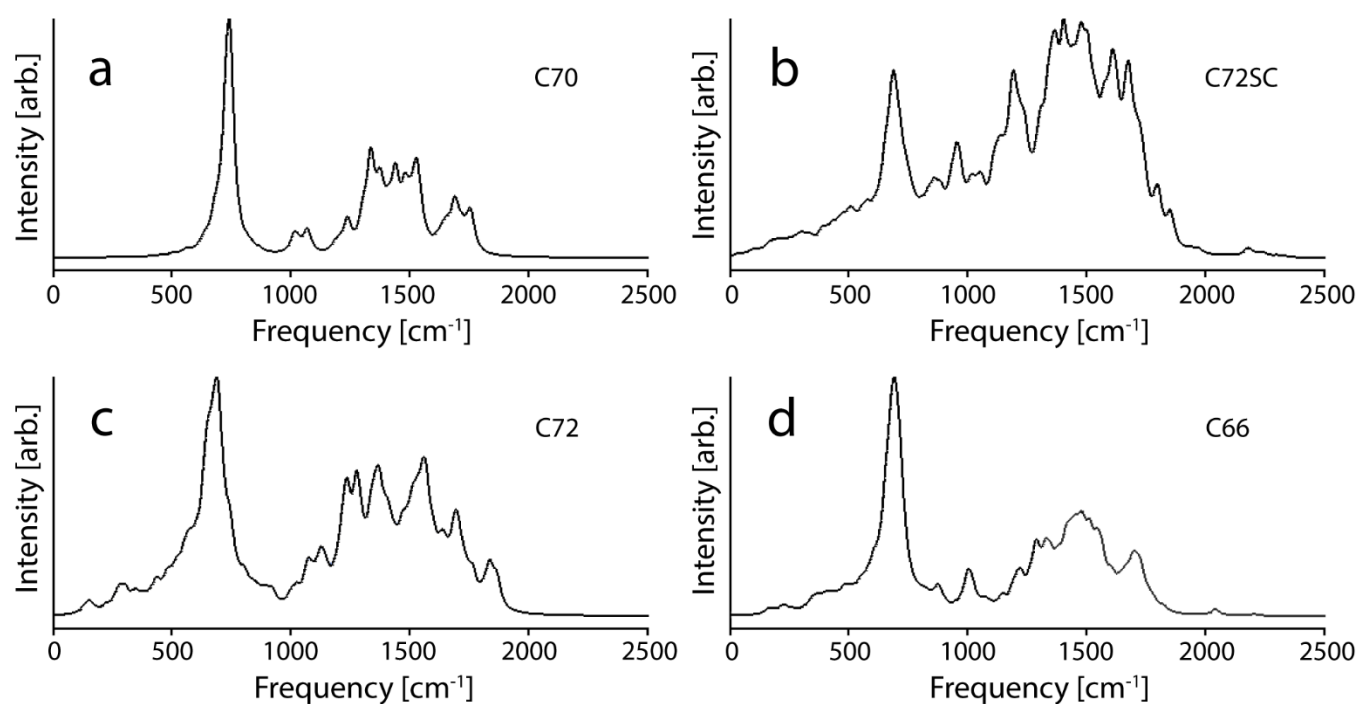 a
C70
Intensity [arb.]
0 500 1000 1500 2000 2500
Frequency [cm-1]
b
C72SC
Intensity [arb.]
0 500 1000 1500 2000 2500
Frequency [cm-1]
c
C72
Intensity [arb.]
0 500 1000 1500 2000 2500
Frequency [cm-1]
d
C66
Intensity [arb.]
0 500 1000 1500 2000 2500
Frequency [cm-1]